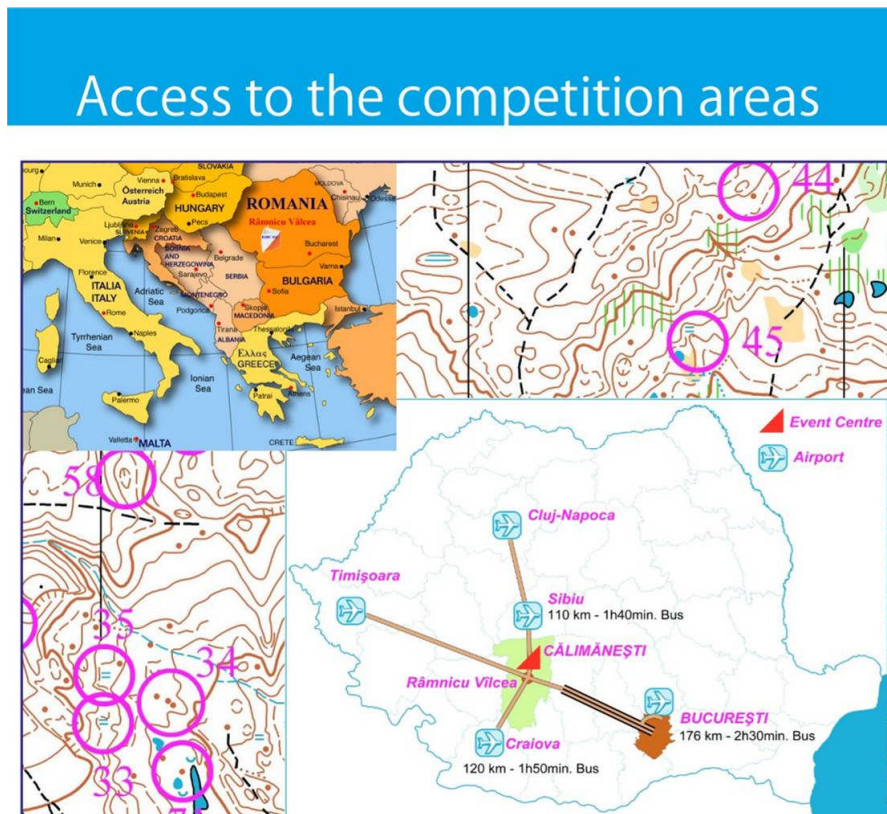 Access to the competition areas
Munich
Vienna
Bratislava
SLOVAKIA
MOLDOVA
Chisinau
Odessa
Österreich
Austria
Budapest
HUNGARY
ROMANIA
Râmnicu Vâlcea
Bern
Switzerland
Pecs
Ljubljana
SLOVENIA
Zagreb
CROATIA
Milan
Venice
BOSNIA
AND
HERZEGOWINA
Belgrade
Bucharest
Sarajevo
SERBIA
Varna
Florence
ITALIA
ITALY
Adriatic
Sea
MONTENEGRO
Sofia
BULGARIA
Podgorica
Skopje
MACEDONIA
Istanbul
Rome
Tirana
ALBANIA
Thessaloniki
Naples
Tyrrhenian
Sea
Ελλας
GREECE
Aegean
Sea
Cagliari
Ionian
Sea
Patrai
Athens
Palermo
Valletta
MALTA
CRETE
44
45
58
35
34
33
Event Centre
Airport
Cluj-Napoca
Timişoara
Sibiu
110 km - 1h40min. Bus
CĂLIMĂNEŞTI
Râmnicu Vîlcea
BUCUREŞTI
176 km - 2h30min. Bus
Craiova
120 km - 1h50min. Bus